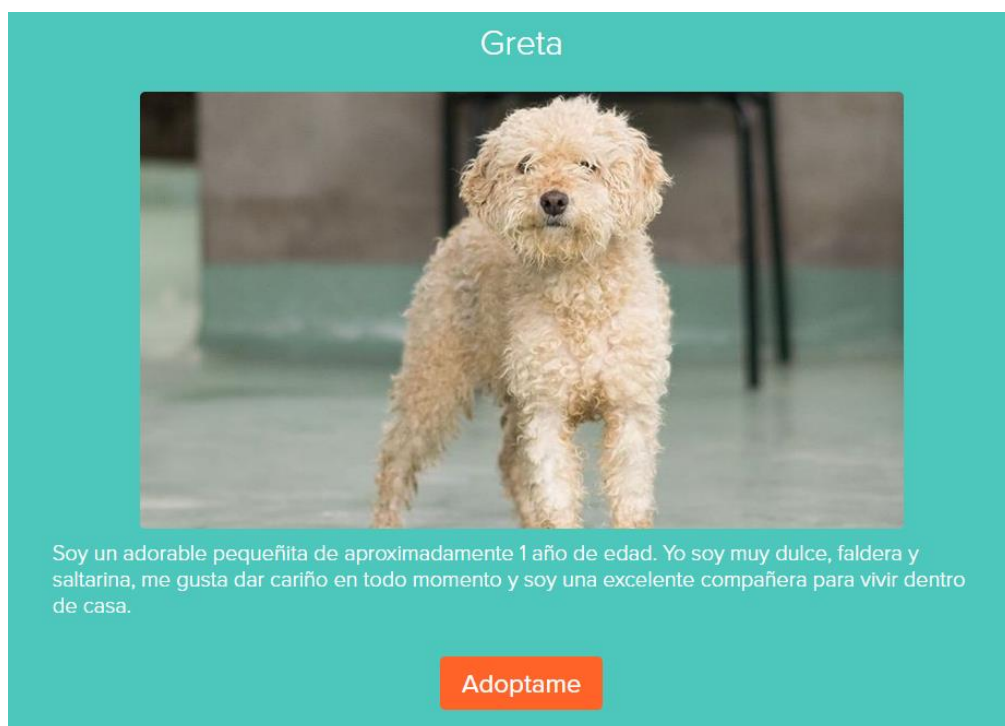 Greta
Soy un adorable pequeñita de aproximadamente 1 año de edad. Yo soy muy dulce, faldera y
saltarina, me gusta dar cariño en todo momento y soy una excelente compañera para vivir dentro
de casa.
Adoptame